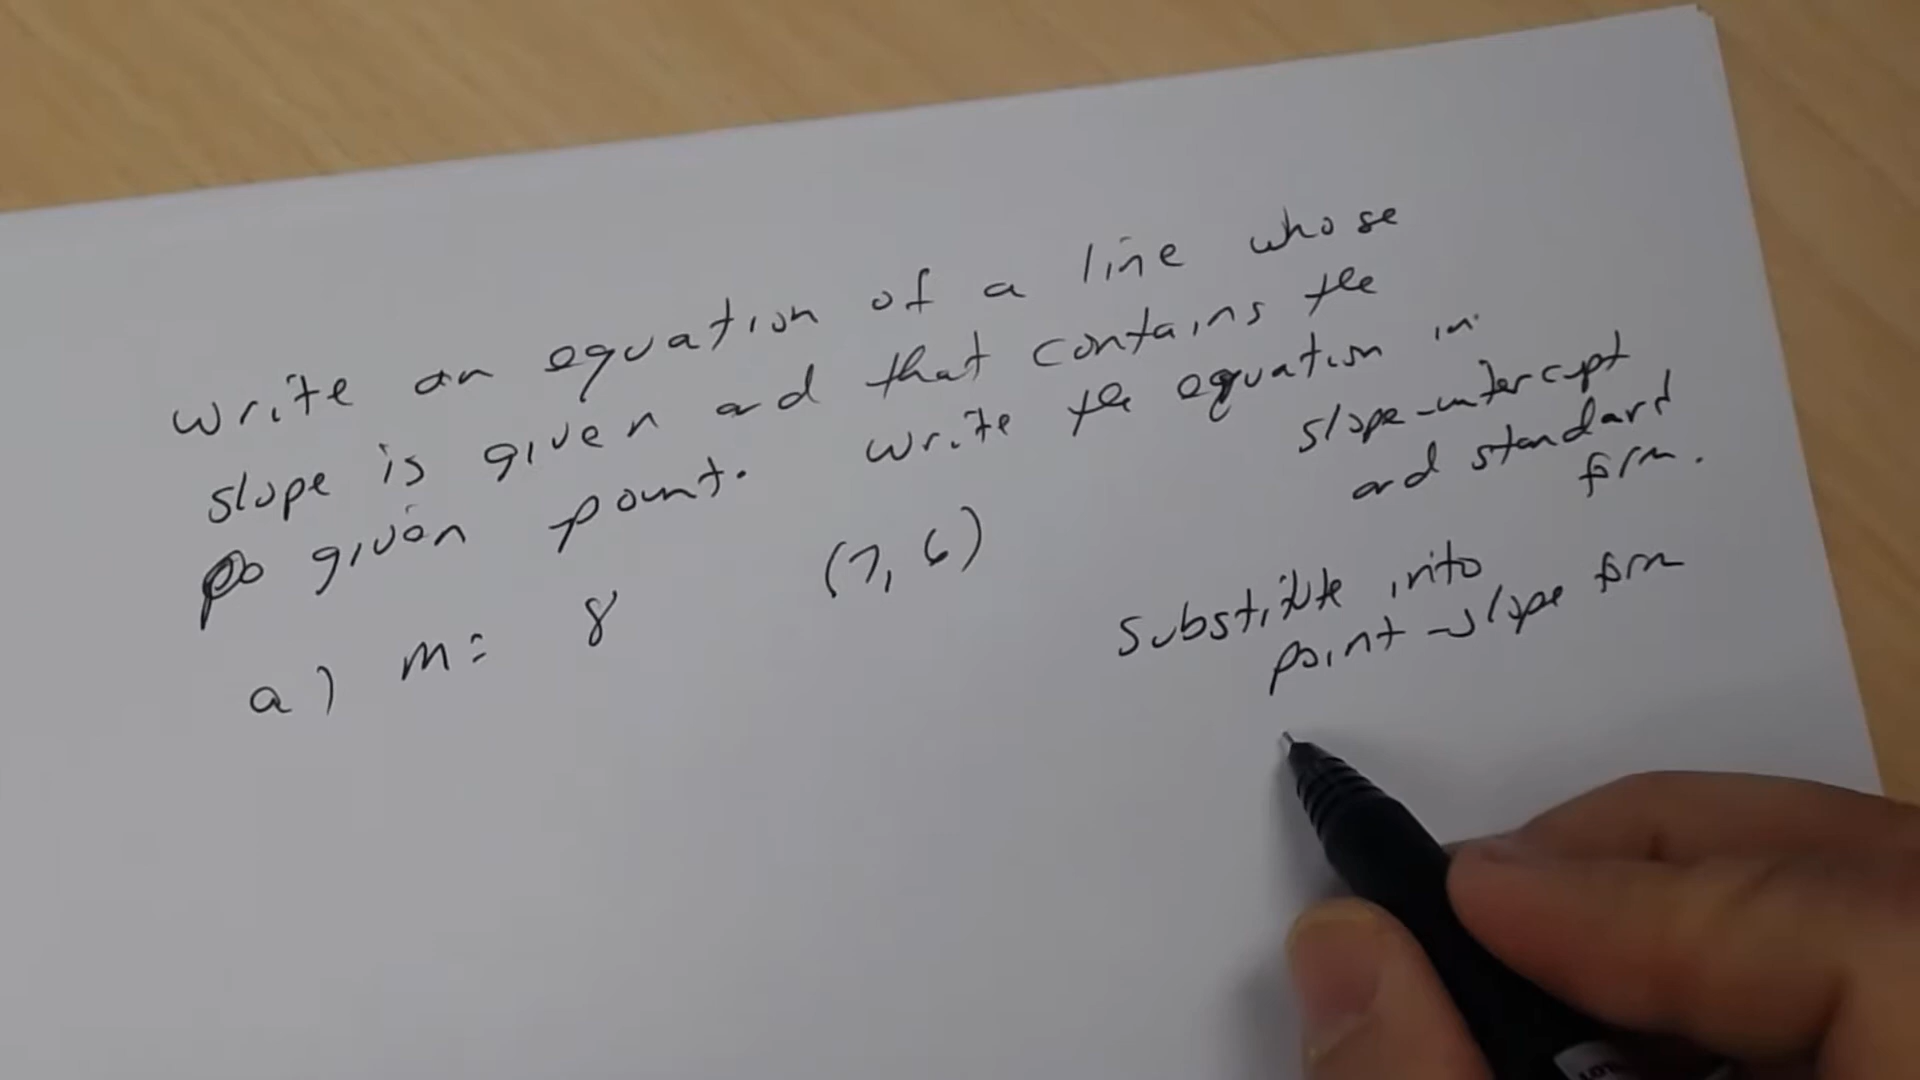 write an equation of a line whose
slope is given and that contains the
given point. write the equation in
slope-intercept
and standard
form.
a) m = 8 (7, 6)
Substitute into
point-slope form